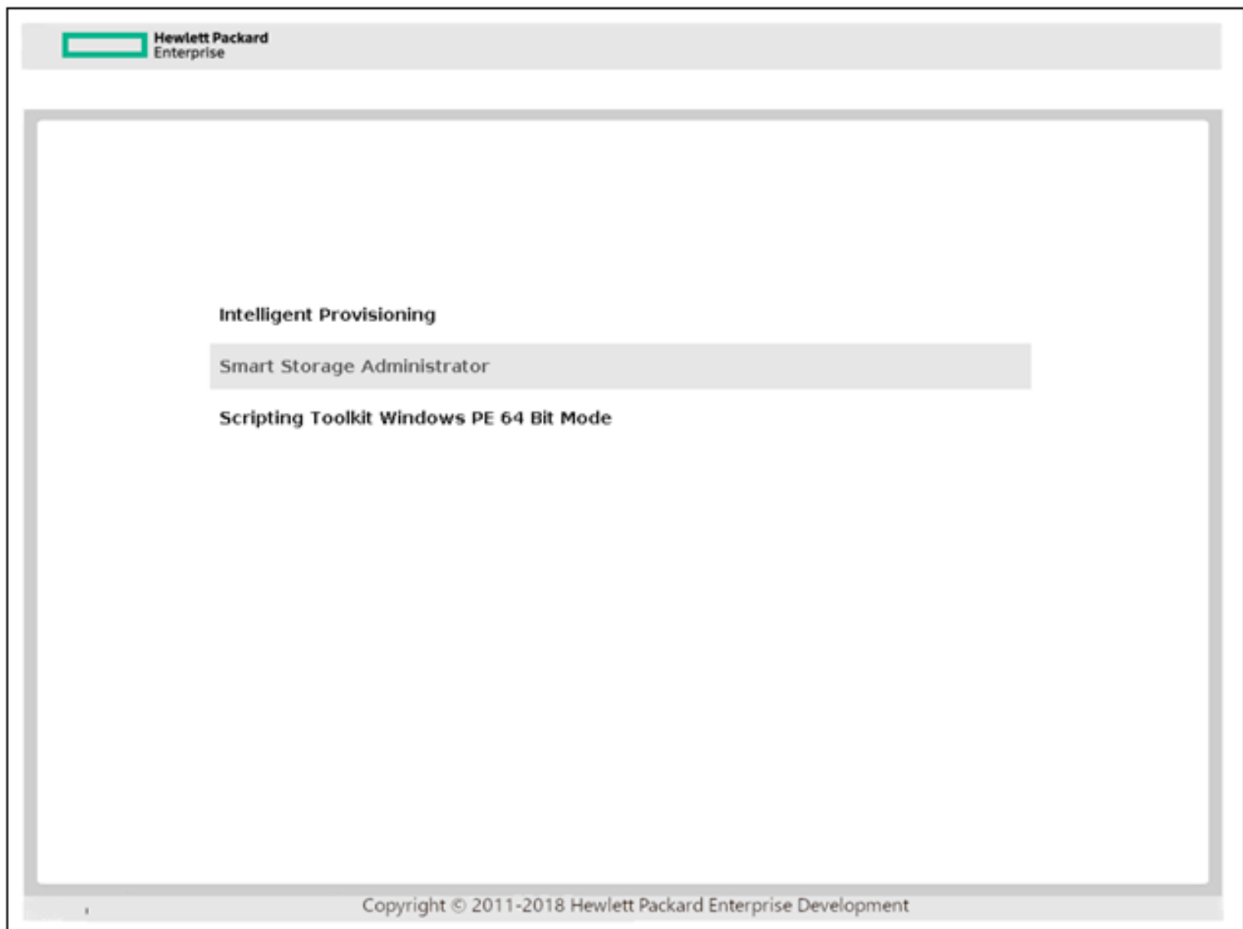 Hewlett Packard
Enterprise
Intelligent Provisioning
Smart Storage Administrator
Scripting Toolkit Windows PE 64 Bit Mode
Copyright © 2011-2018 Hewlett Packard Enterprise Development